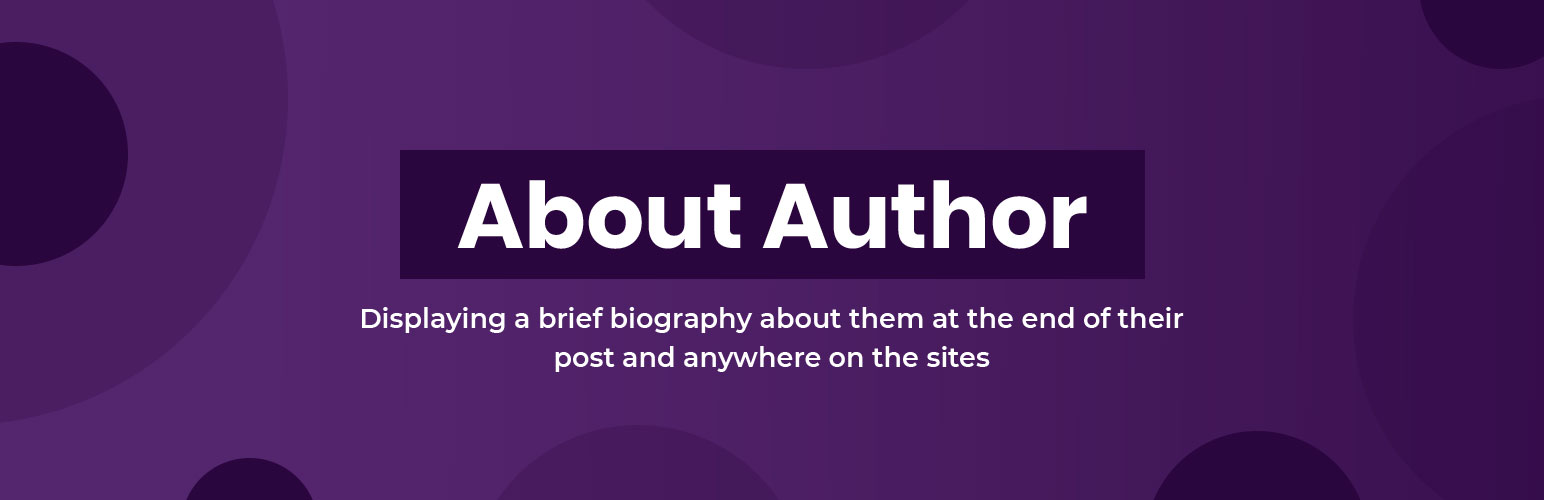 About Author
Displaying a brief biography about them at the end of their
post and anywhere on the sites